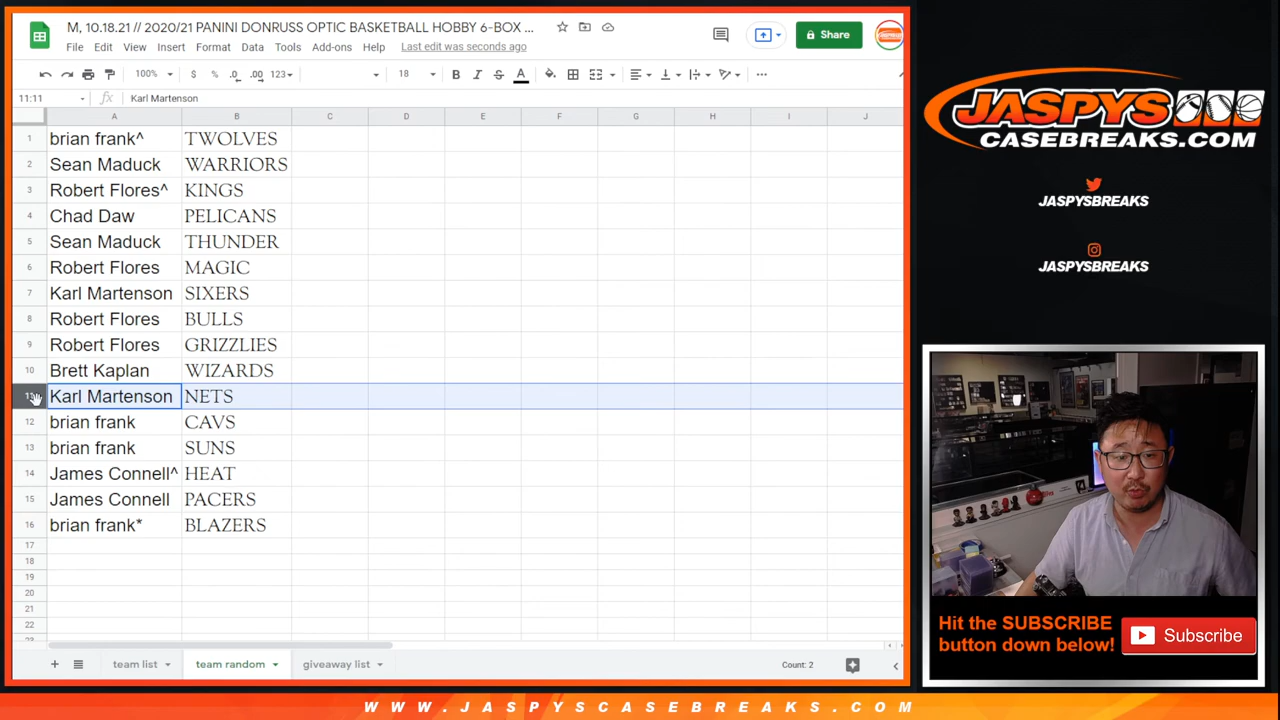 M, 10.18.21 // 2020/21 PANINI DONRUSS OPTIC BASKETBALL HOBBY 6-BOX ...
File Edit View Insert Format Data Tools Add-ons Help Last edit was seconds ago
Share
100% $ % .0 .00 123 18 B I S A
11:11 fx Karl Martenson
A B C D E F G H I J
1 brian frank^ TWOLVES
2 Sean Maduck WARRIORS
3 Robert Flores^ KINGS
4 Chad Daw PELICANS
5 Sean Maduck THUNDER
6 Robert Flores MAGIC
7 Karl Martenson SIXERS
8 Robert Flores BULLS
9 Robert Flores GRIZZLIES
10 Brett Kaplan WIZARDS
11 Karl Martenson NETS
12 brian frank CAVS
13 brian frank SUNS
14 James Connell^ HEAT
15 James Connell PACERS
16 brian frank* BLAZERS
17
18
19
20
21
22
23
team list team random giveaway list Count: 2
JASPYS
CASEBREAKS.COM
JASPYSBREAKS
JASPYSBREAKS
Hit the SUBSCRIBE
button down below!
Subscribe
WWW.JASPYSCASEBREAKS.COM